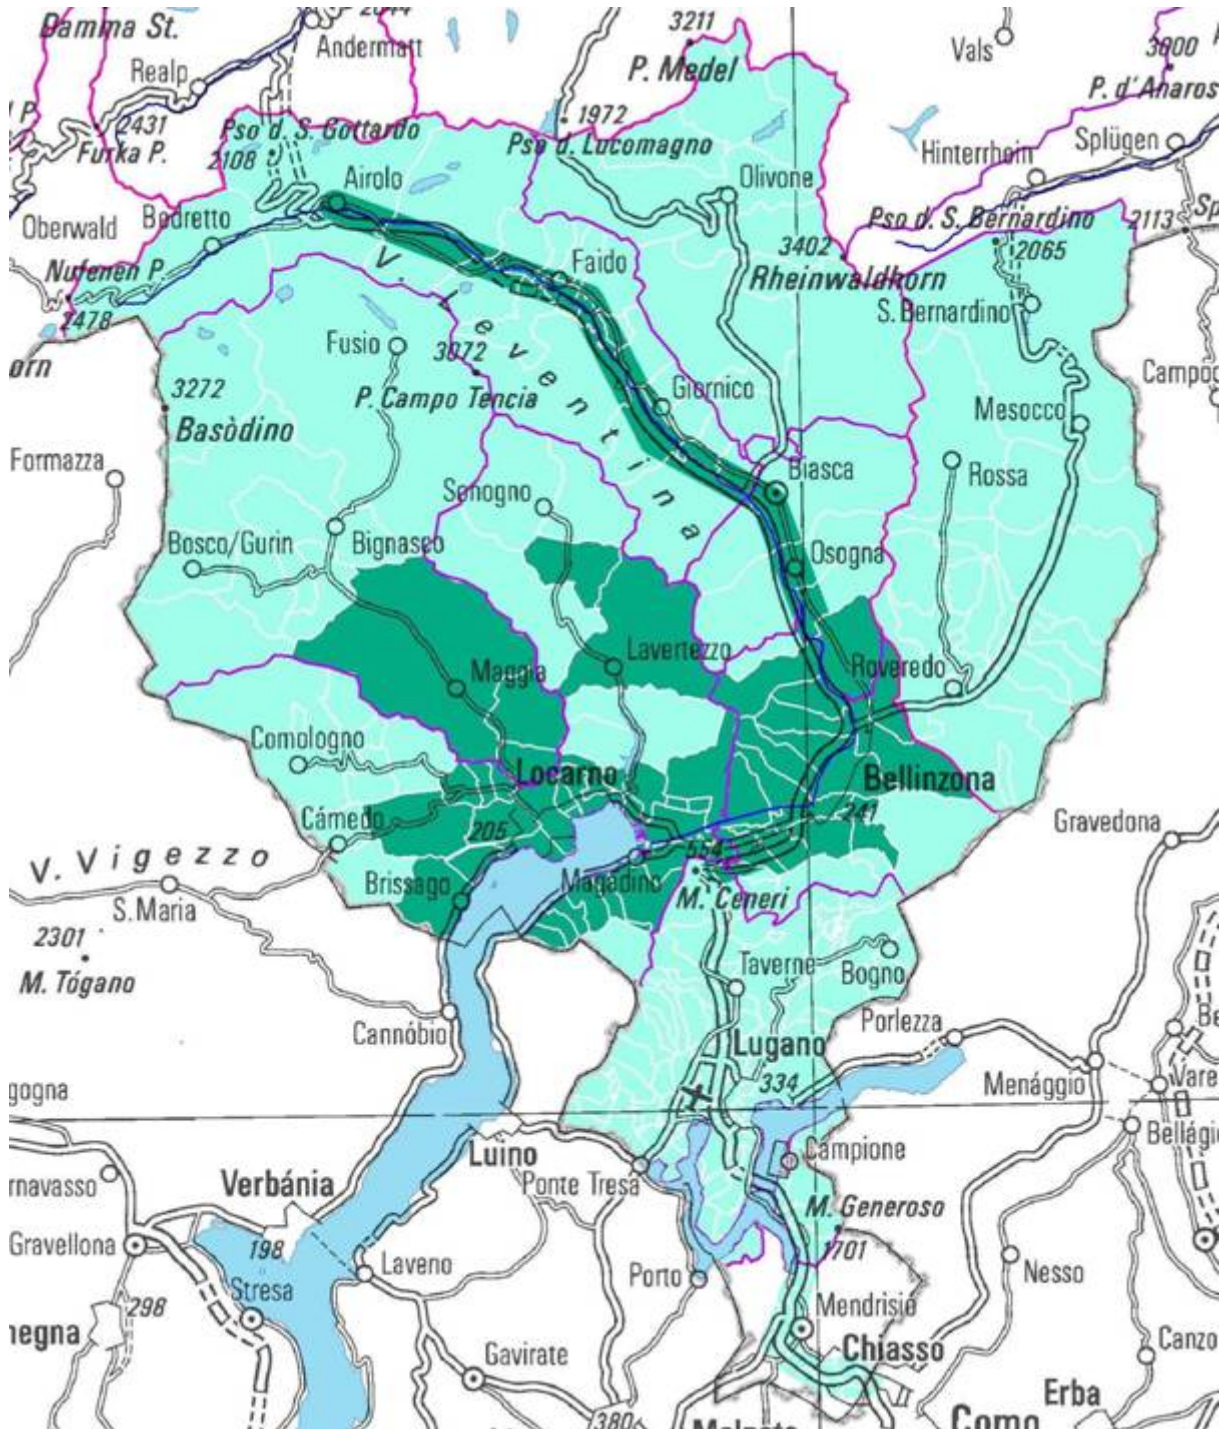 Damma St.
Andermatt
3211
Vals
3000
Realp
P. Medel
P. d'Anaros
2431
Furka P.
Pso d. S. Gottardo
2108
1972
Pso d. Lucomagno
Splügen
Hinterrhoin
Airolo
Olivone
Oberwald
Bedretto
Pso d. S. Bernardino
2113
2065
Nufenen P.
2478
V. Leventina
Faido
3402
Rheinwaldhorn
S. Bernardino
Fusio
3072
P. Campo Tencia
Giornico
3272
Basòdino
Mesocco
Formazza
Sonogno
Biasca
Rossa
Bosco/Gurin
Bignasco
Osogna
Maggia
Lavertezzo
Roveredo
Comologno
Locarno
Bellinzona
Cámedo
205
241
Gravedona
V. Vigezzo
554
S. Maria
Brissago
Magadino
M. Ceneri
2301
M. Tógano
Taverne
Bogno
Cannóbio
Porlezza
Lugano
334
Menággio
Verbánia
Luino
Ponte Tresa
Campione
M. Generoso
Gravellona
198
1701
Laveno
Porto
Nesso
Stresa
298
Mendrisio
Gavirate
Chiasso
Canzo
Erba
380
Como